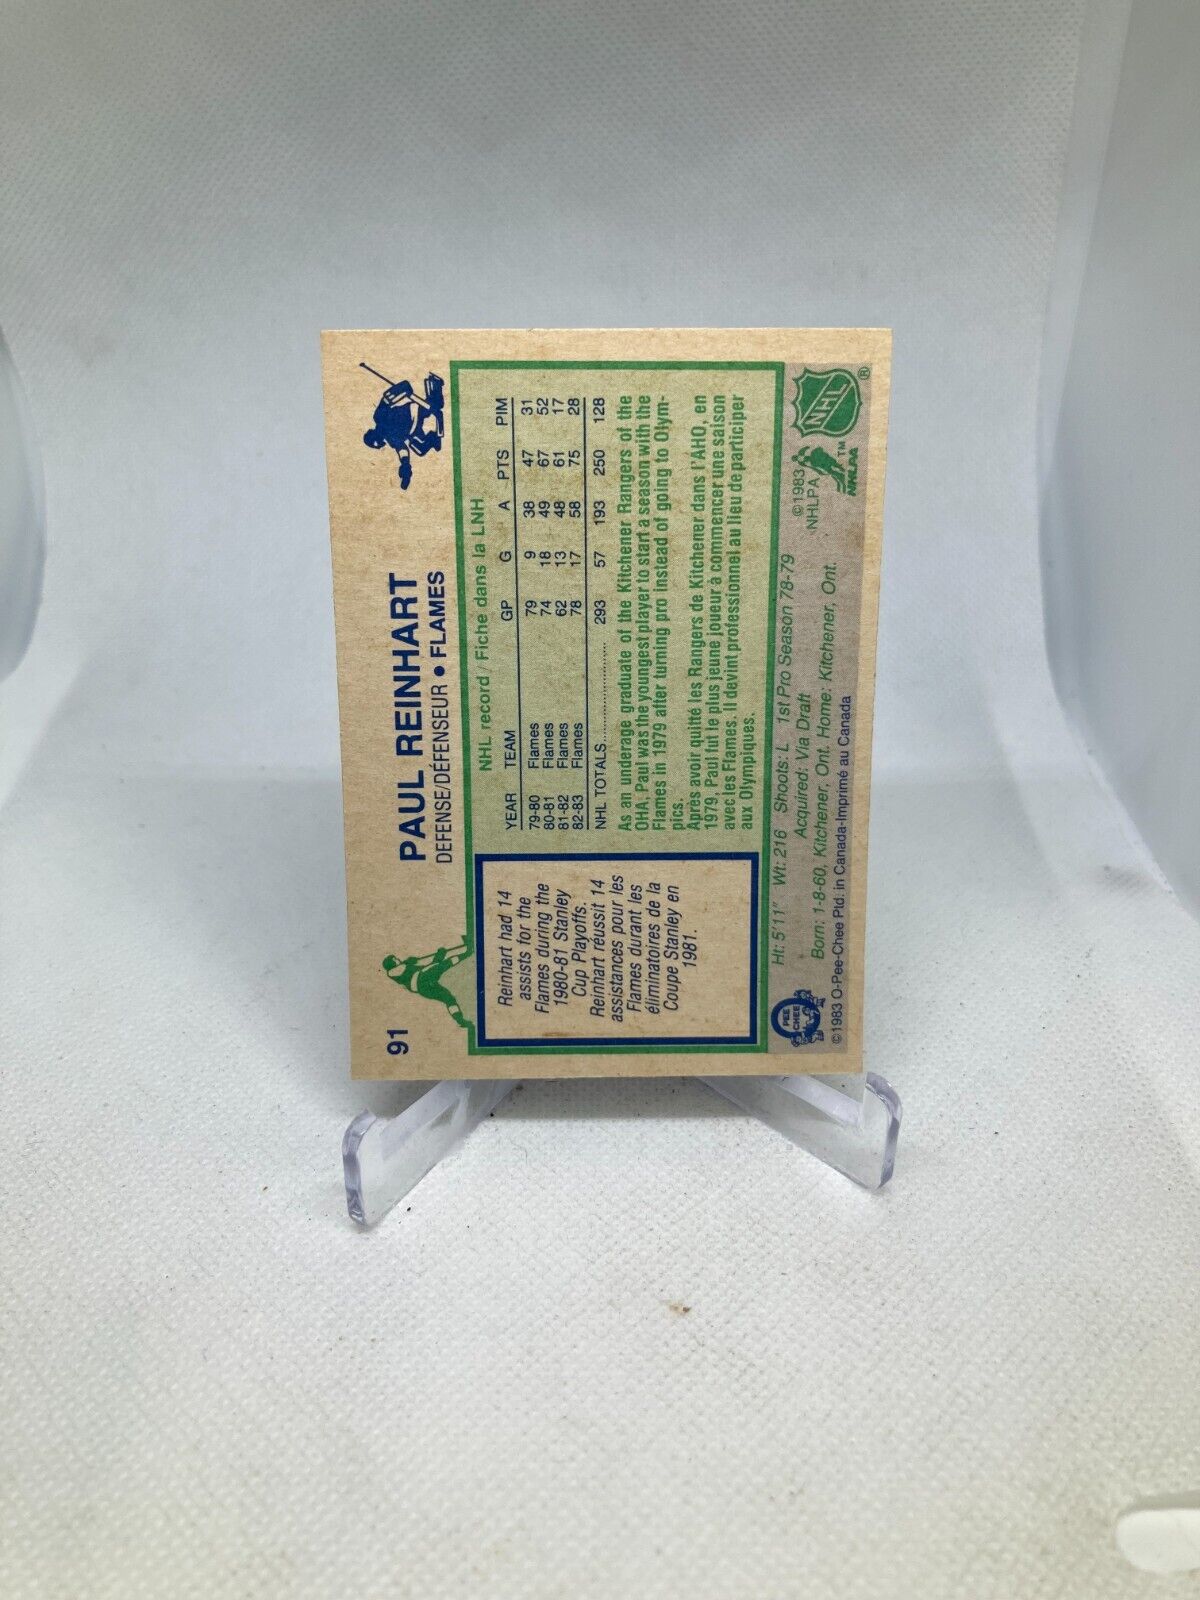 91
PAUL REINHART
DEFENSE/DÉFENSEUR • FLAMES
Reinhart had 14
assists for the
Flames during the
1980-81 Stanley
Cup Playoffs.
Reinhart réussit 14
assistances pour les
Flames durant les
éliminatoires de la
Coupe Stanley en
1981.
NHL record / Fiche dans la LNH
YEAR TEAM GP G A PTS PIM
79-80 Flames 79 9 38 47 31
80-81 Flames 74 18 49 67 52
81-82 Flames 62 13 48 61 17
82-83 Flames 78 17 58 75 28
NHL TOTALS 293 57 193 250 128
As an underage graduate of the Kitchener Rangers of the
OHA. Paul was the youngest player to start a season with the
Flames in 1979 after turning pro instead of going to Olym-
pics.
Après avoir quitté les Rangers de Kitchener dans l'AHO, en
1979. Paul fut le plus jeune joueur à commencer une saison
avec les Flames. Il devint professionnel au lieu de participer
aux Olympiques.
Ht: 5'11" Wt: 216 Shoots: L 1st Pro Season 78-79
Acquired: Via Draft
Born: 1-8-60, Kitchener, Ont. Home: Kitchener, Ont.
©1983 O-Pee-Chee Ptd. in Canada-Imprimé au Canada
O
PEE
CHEE
©1983
NHLPA
NHLPA
TM
NHL
®